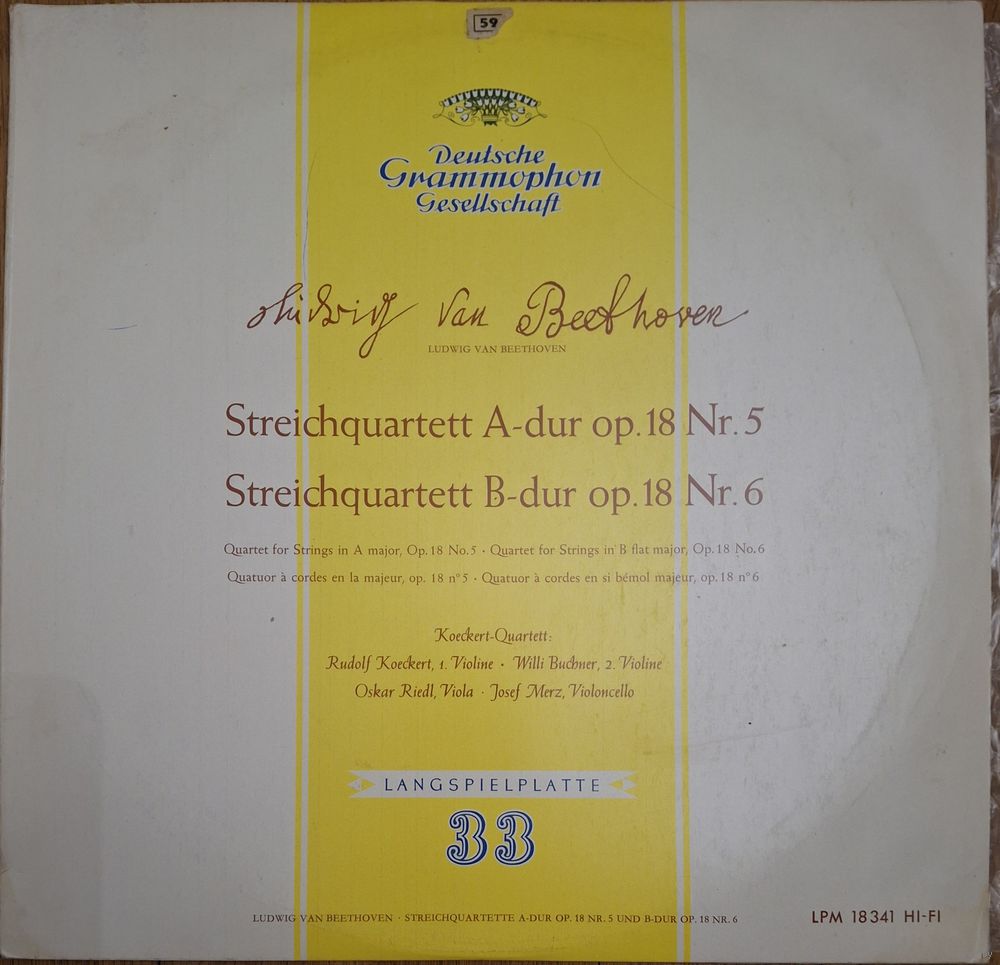 59
Deutsche
Grammophon
Gesellschaft
Ludwig van Beethoven
LUDWIG VAN BEETHOVEN
Streichquartett A-dur op. 18 Nr. 5
Streichquartett B-dur op. 18 Nr. 6
Quartet for Strings in A major, Op. 18 No. 5 · Quartet for Strings in B flat major, Op. 18 No. 6
Quatuor à cordes en la majeur, op. 18 n° 5 · Quatuor à cordes en si bémol majeur, op. 18 n° 6
Koeckert-Quartett:
Rudolf Koeckert, 1. Violine · Willi Buchner, 2. Violine
Oskar Riedl, Viola · Josef Merz, Violoncello
LANGSPIELPLATTE
33
LUDWIG VAN BEETHOVEN · STREICHQUARTETTE A-DUR OP. 18 NR. 5 UND B-DUR OP. 18 NR. 6
LPM 18341 HI-FI